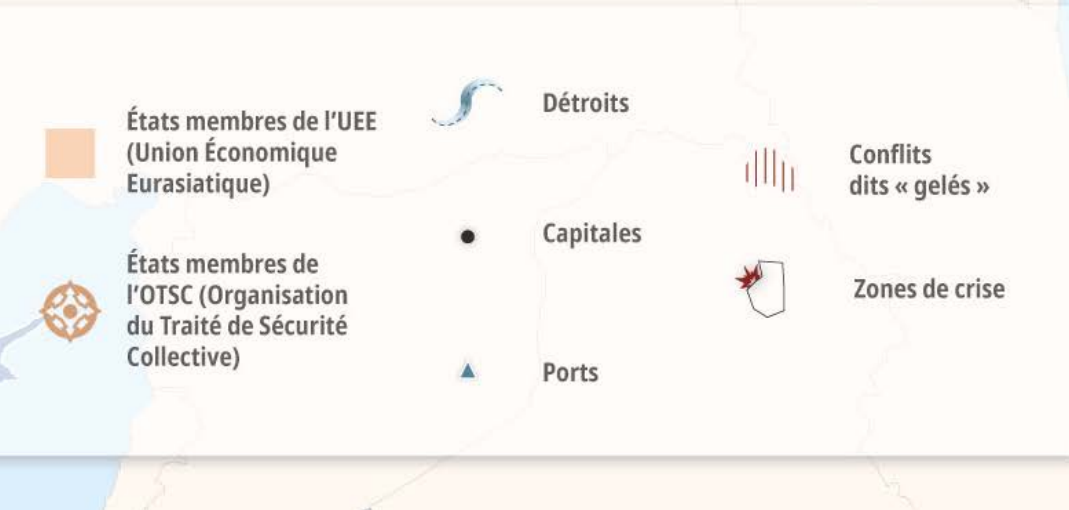 États membres de l’UEE
(Union Économique
Eurasiatique)
États membres de
l’OTSC (Organisation
du Traité de Sécurité
Collective)
Détroits
Capitales
Ports
Conflits
dits « gelés »
Zones de crise